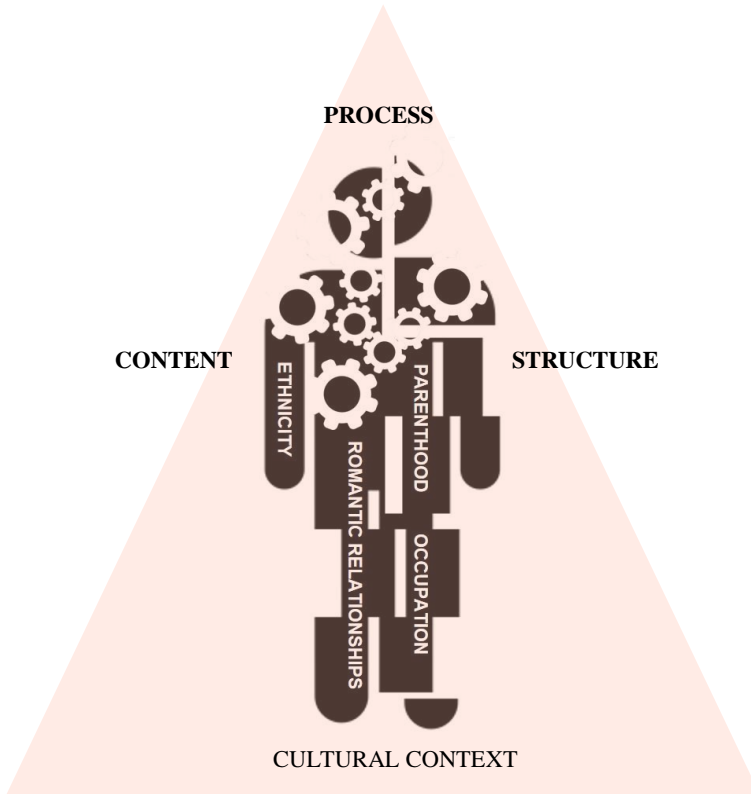 PROCESS
CONTENT
STRUCTURE
ETHNICITY
PARENTHOOD
ROMANTIC RELATIONSHIPS
OCCUPATION
CULTURAL CONTEXT